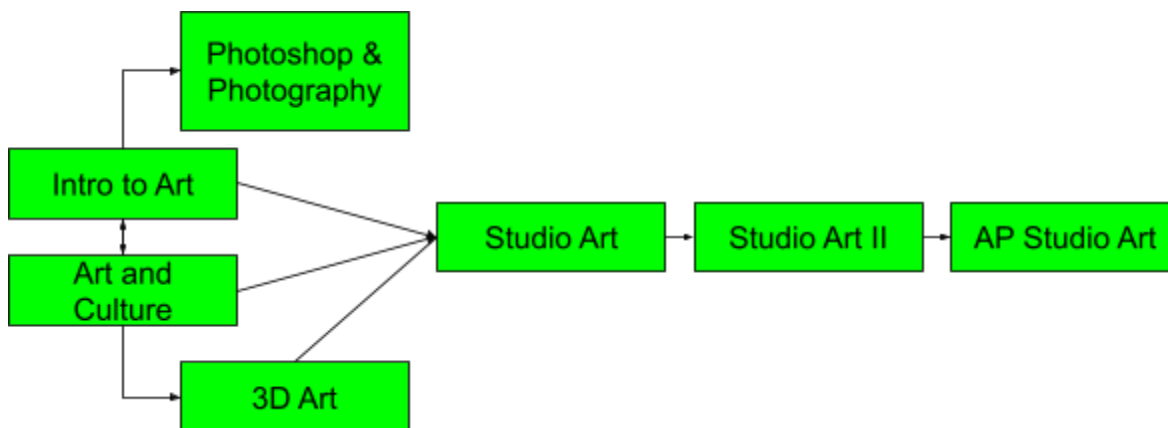 Photoshop &
Photography
Intro to Art
Art and
Culture
3D Art
Studio Art
Studio Art II
AP Studio Art